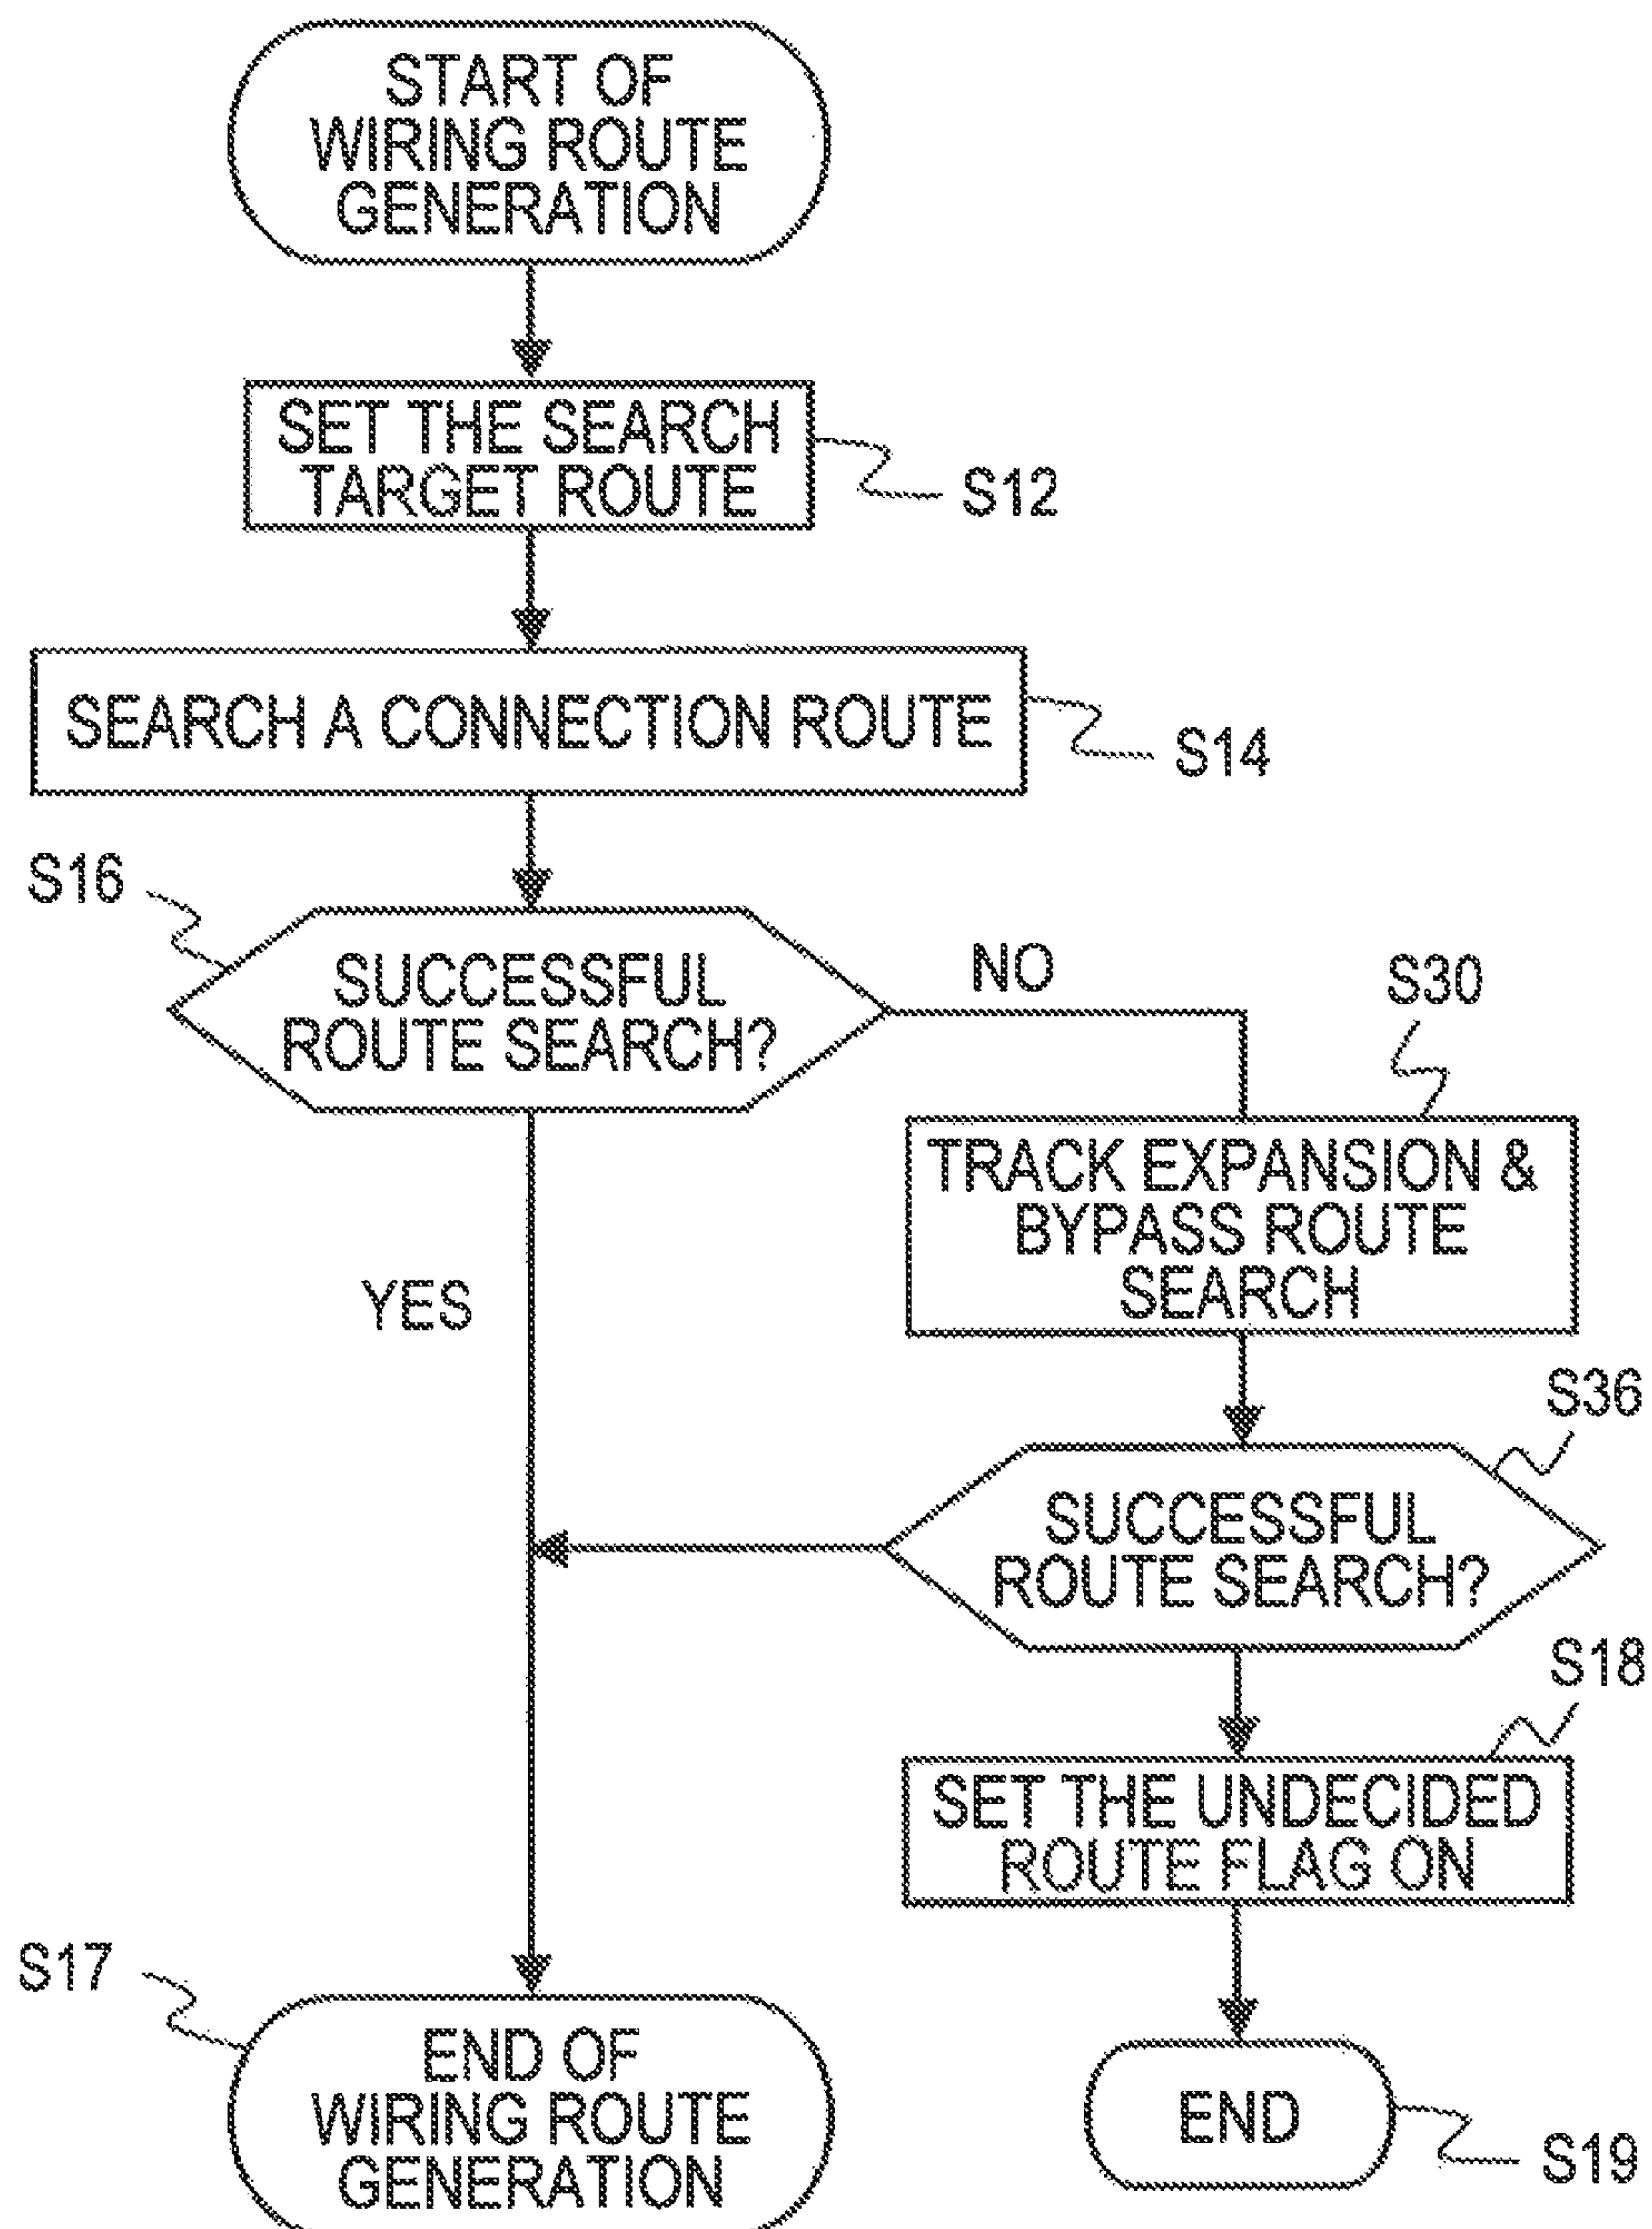 START OF
WIRING ROUTE
GENERATION
SET THE SEARCH
TARGET ROUTE
S12
SEARCH A CONNECTION ROUTE
S14
S16
SUCCESSFUL
ROUTE SEARCH?
NO
S30
TRACK EXPANSION &
BYPASS ROUTE
SEARCH
YES
S36
SUCCESSFUL
ROUTE SEARCH?
S18
SET THE UNDECIDED
ROUTE FLAG ON
S17
END OF
WIRING ROUTE
GENERATION
END
S19